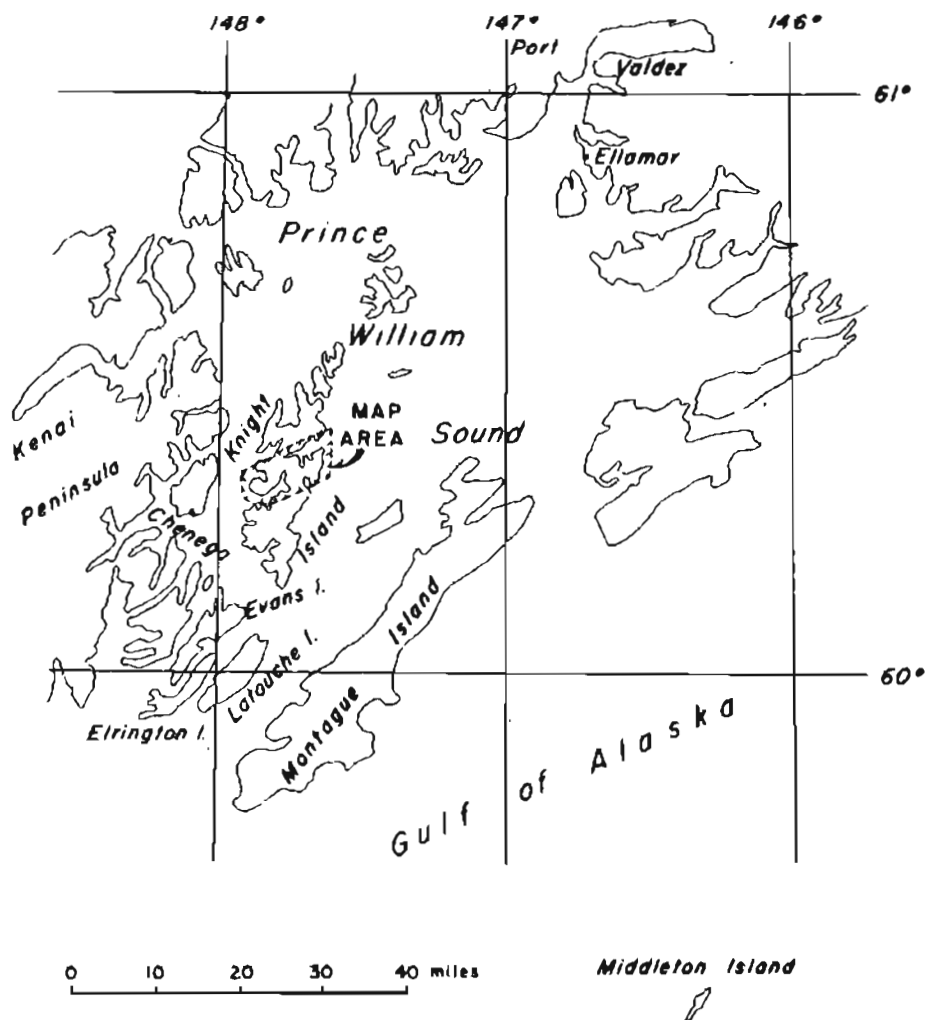 148° 147° 146°
Port
Valdez
61°
Ellamar
Prince
William
Sound
MAP
AREA
Knight
Island
Kenai
Peninsula
Chenega
Evans I.
Latouche I.
Elrington I.
Montague
Island
60°
Gulf of Alaska
0 10 20 30 40 miles
Middleton Island